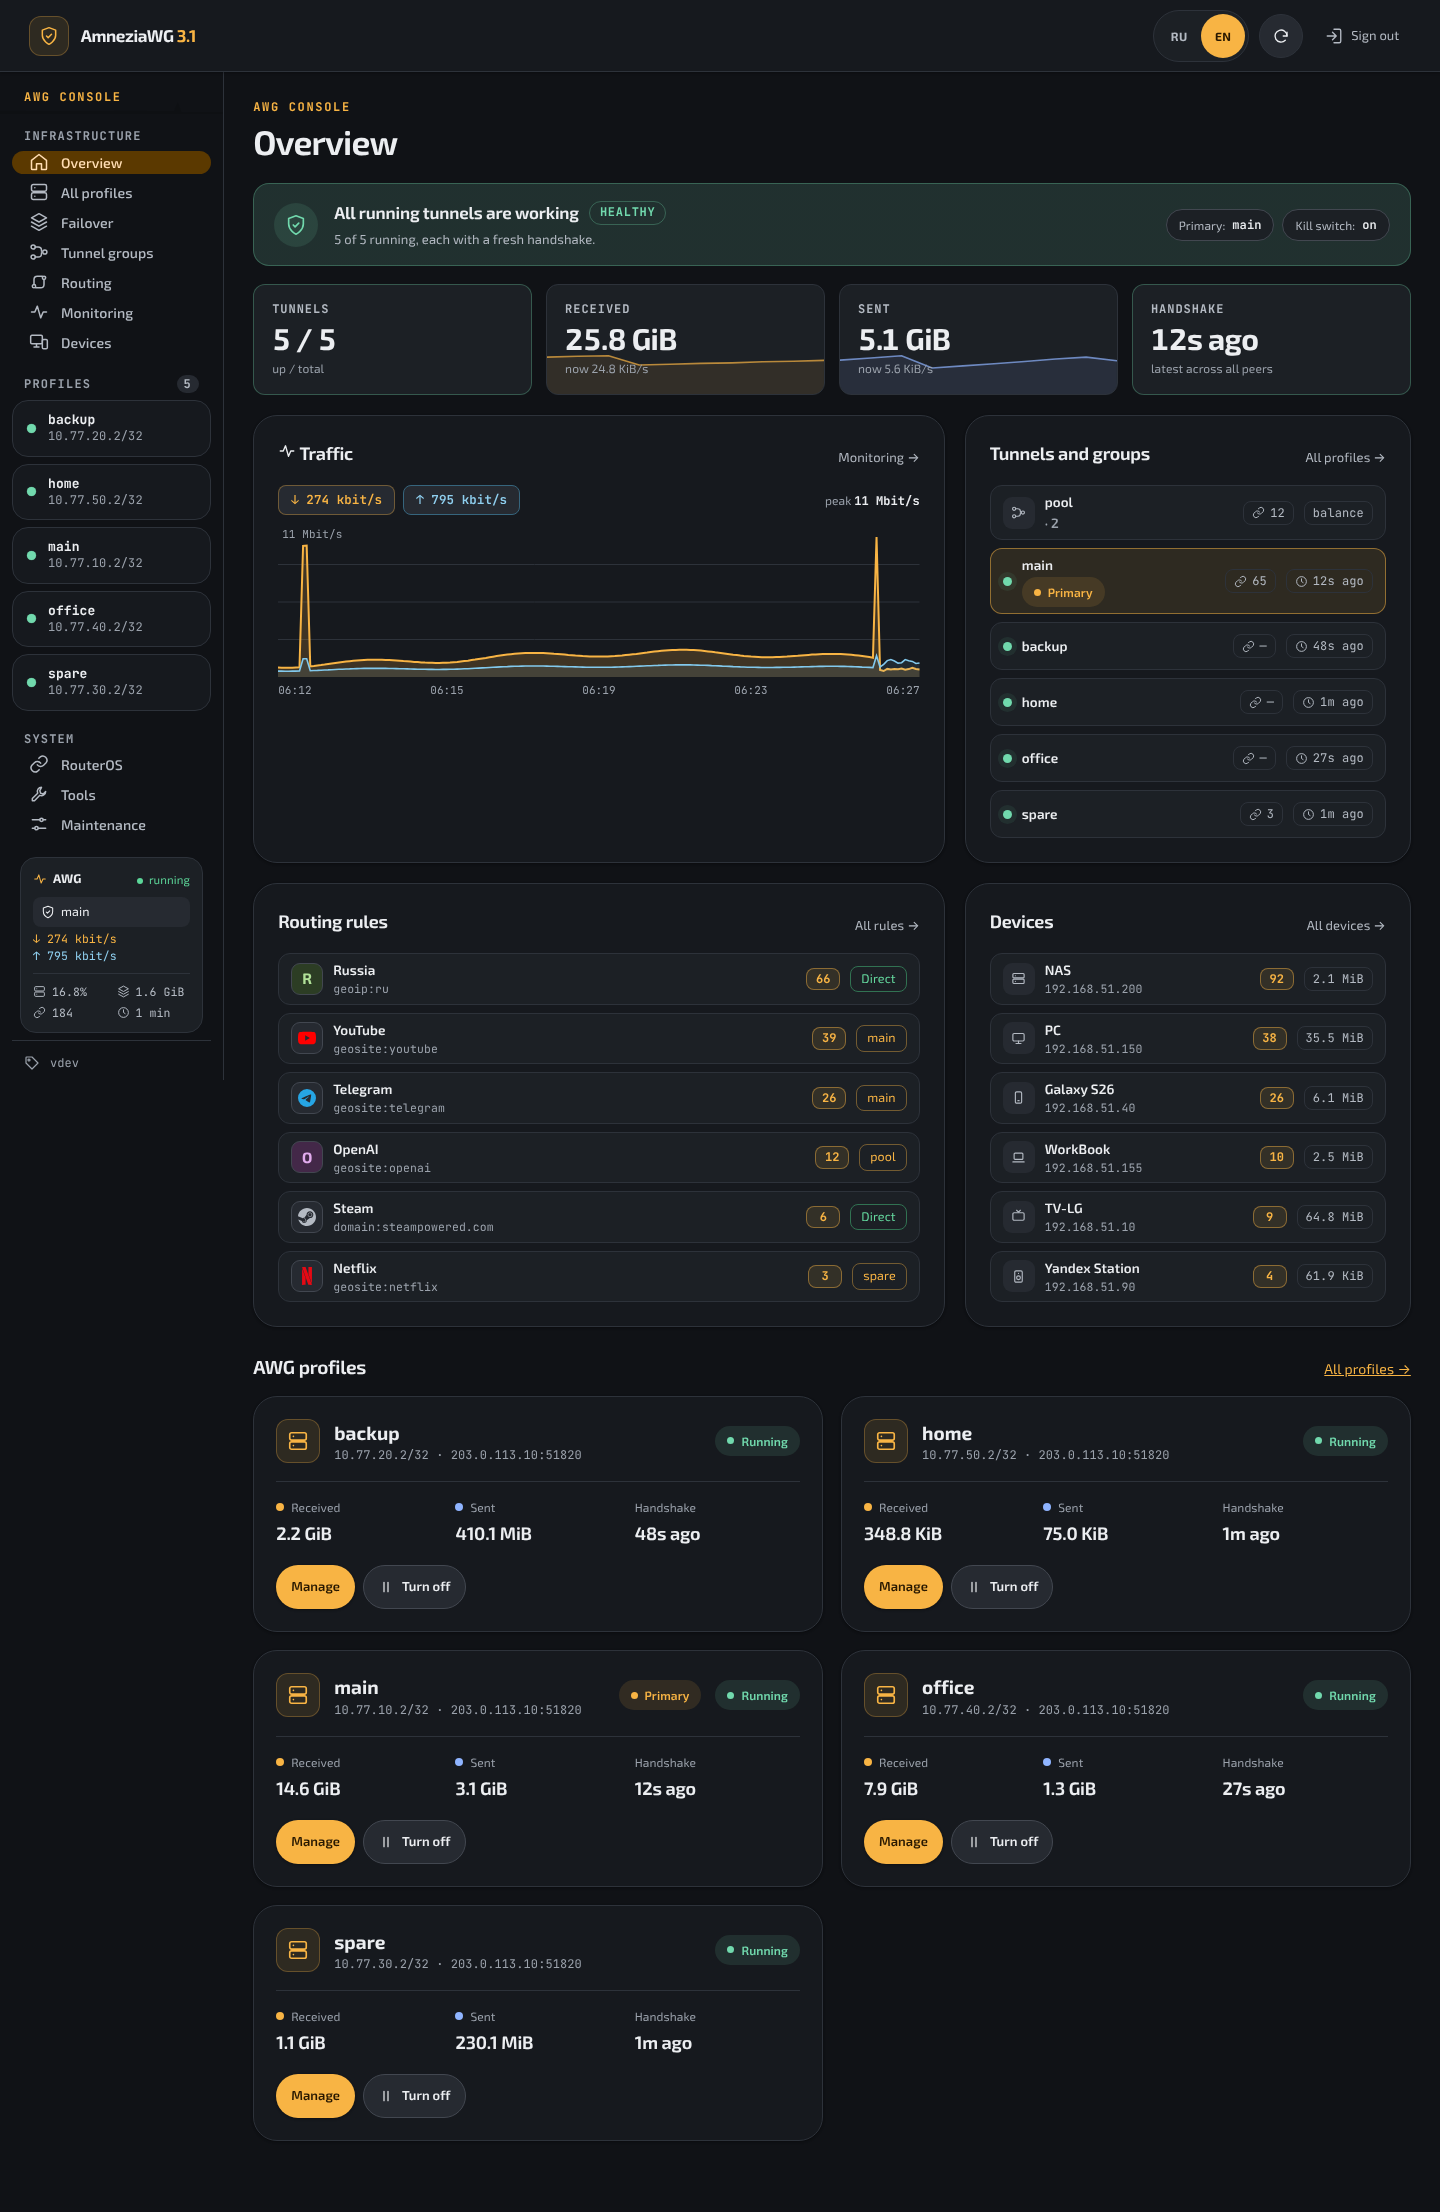 AmneziaWG 3.1
RU
EN
Sign out
AWG CONSOLE
INFRASTRUCTURE
Overview
All profiles
Failover
Tunnel groups
Routing
Monitoring
Devices
PROFILES
5
backup
10.77.20.2/32
home
10.77.50.2/32
main
10.77.10.2/32
office
10.77.40.2/32
spare
10.77.30.2/32
SYSTEM
RouterOS
Tools
Maintenance
AWG
running
main
↓ 274 kbit/s
↑ 795 kbit/s
16.8%
1.6 GiB
184
1 min
vdev
AWG CONSOLE
Overview
All running tunnels are working
HEALTHY
5 of 5 running, each with a fresh handshake.
Primary: main
Kill switch: on
TUNNELS
5 / 5
up / total
RECEIVED
25.8 GiB
now 24.8 KiB/s
SENT
5.1 GiB
now 5.6 KiB/s
HANDSHAKE
12s ago
latest across all peers
Traffic
Monitoring →
↓ 274 kbit/s
↑ 795 kbit/s
peak 11 Mbit/s
11 Mbit/s
06:12
06:15
06:19
06:23
06:27
Tunnels and groups
All profiles →
pool
· 2
12
balance
main
Primary
65
12s ago
backup
—
48s ago
home
—
1m ago
office
—
27s ago
spare
3
1m ago
Routing rules
All rules →
R
Russia
geoip:ru
66
Direct
YouTube
geosite:youtube
39
main
Telegram
geosite:telegram
26
main
O
OpenAI
geosite:openai
12
pool
Steam
domain:steampowered.com
6
Direct
N
Netflix
geosite:netflix
3
spare
Devices
All devices →
NAS
192.168.51.200
92
2.1 MiB
PC
192.168.51.150
38
35.5 MiB
Galaxy S26
192.168.51.40
26
6.1 MiB
WorkBook
192.168.51.155
10
2.5 MiB
TV-LG
192.168.51.10
9
64.8 MiB
Yandex Station
192.168.51.90
4
61.9 KiB
AWG profiles
All profiles →
backup
10.77.20.2/32 · 203.0.113.10:51820
Running
Received
Sent
Handshake
2.2 GiB
410.1 MiB
48s ago
Manage
Turn off
home
10.77.50.2/32 · 203.0.113.10:51820
Running
Received
Sent
Handshake
348.8 KiB
75.0 KiB
1m ago
Manage
Turn off
main
10.77.10.2/32 · 203.0.113.10:51820
Primary
Running
Received
Sent
Handshake
14.6 GiB
3.1 GiB
12s ago
Manage
Turn off
office
10.77.40.2/32 · 203.0.113.10:51820
Running
Received
Sent
Handshake
7.9 GiB
1.3 GiB
27s ago
Manage
Turn off
spare
10.77.30.2/32 · 203.0.113.10:51820
Running
Received
Sent
Handshake
1.1 GiB
230.1 MiB
1m ago
Manage
Turn off